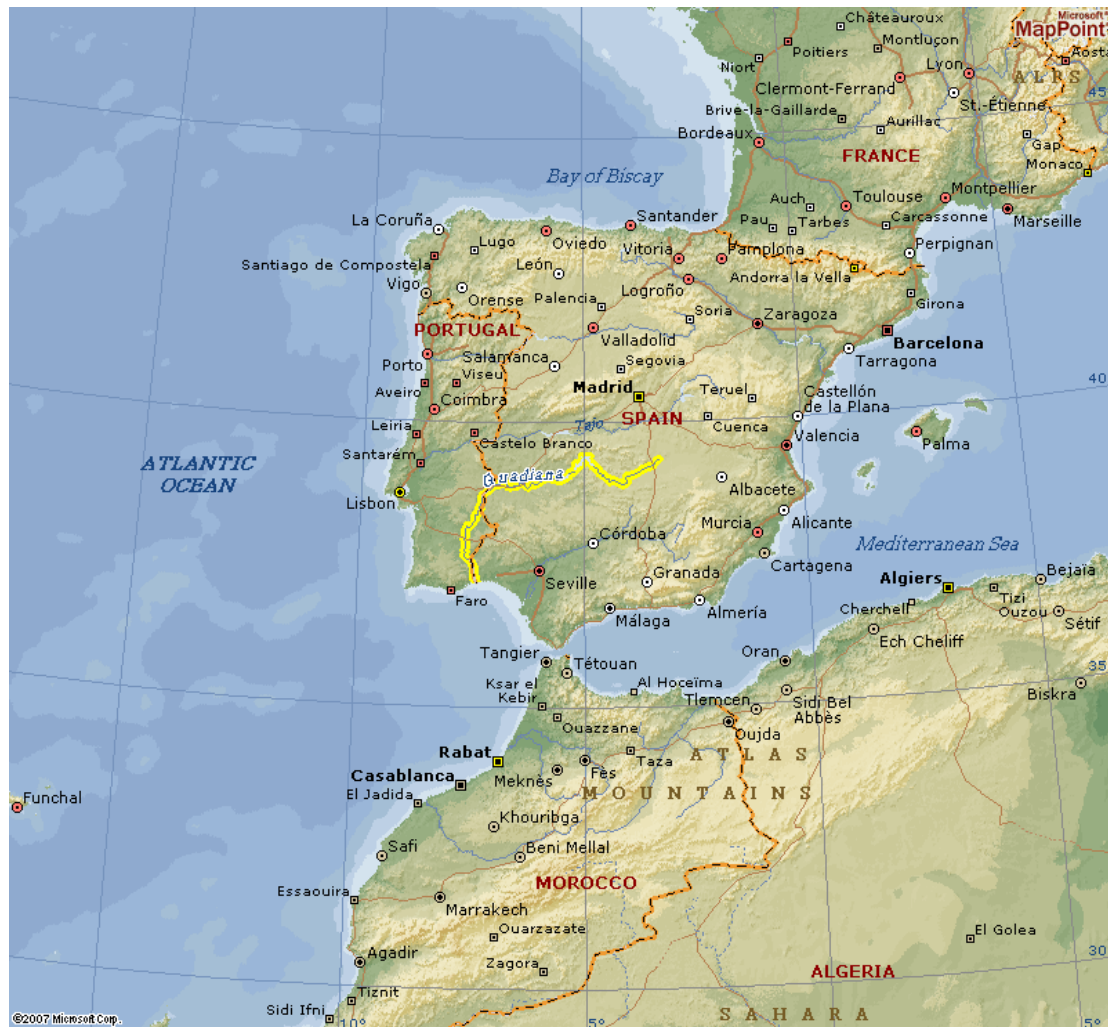 Microsoft
MapPoint
Châteauroux
Poitiers
Montluçon
Niort
Lyon
Aosta
ALPS
Clermont-Ferrand
45
St.-Étienne
Brive-la-Gaillarde
Aurillac
Bordeaux
Gap
FRANCE
Monaco
Bay of Biscay
Auch
Toulouse
Montpellier
La Coruña
Santander
Pau
Tarbes
Carcassonne
Marseille
Lugo
Oviedo
Vitoria
Pamplona
Perpignan
Santiago de Compostela
León
Andorra la Vella
Vigo
Orense
Palencia
Logroño
Girona
Soria
Zaragoza
PORTUGAL
Valladolid
Barcelona
Porto
Salamanca
Segovia
Tarragona
Viseu
Aveiro
Madrid
Teruel
Castellón
de la Plana
40
Coimbra
SPAIN
Leiria
Tajo
Cuenca
Castelo Branco
Valencia
Palma
Santarém
ATLANTIC
OCEAN
Guadiana
Albacete
Lisbon
Alicante
Murcia
Córdoba
Mediterranean Sea
Cartagena
Seville
Granada
Algiers
Bejaïa
Faro
Almería
Tizi
Ouzou
Málaga
Cherchell
Sétif
Ech Cheliff
Tangier
Tétouan
Oran
35
Ksar el
Kebir
Al Hoceïma
Tlemcen
Sidi Bel
Abbès
Biskra
Ouazzane
Oujda
Rabat
Taza
ATLAS
MOUNTAINS
Casablanca
Meknès
Fès
El Jadida
Funchal
Khouribga
Safi
Beni Mellal
Essaouira
MOROCCO
Marrakech
Ouarzazate
El Golea
Agadir
30
Zagora
ALGERIA
Tiznit
Sidi Ifni
SAHARA
©2007 Microsoft Corp.
10°
5°
0°
5°